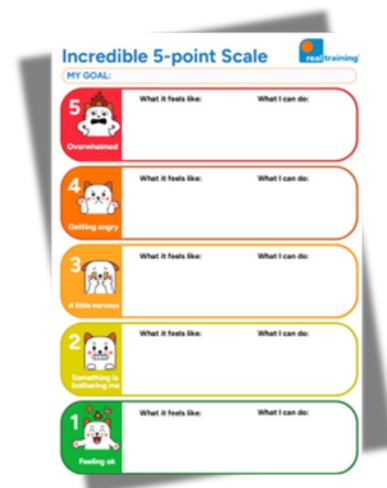 Incredible 5-point Scale
realtraining
MY GOAL:
5
What it feels like: What I can do:
Overwhelmed
4
What it feels like: What I can do:
Getting angry
3
What it feels like: What I can do:
A little nervous
2
What it feels like: What I can do:
Something is
bothering me
1
What it feels like: What I can do:
Feeling ok